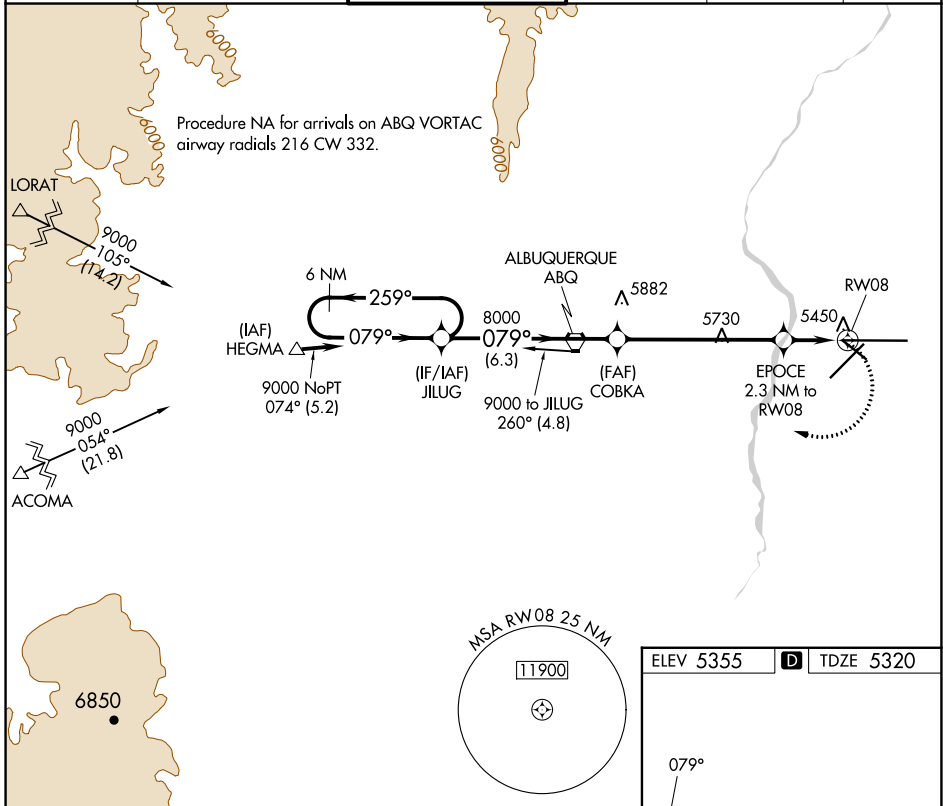 6000
6000
6000
Procedure NA for arrivals on ABQ VORTAC
airway radials 216 CW 332.
LORAT
9000
105°
(14.2)
6 NM
259°
079°
(IAF)
HEGMA
9000 NoPT
074° (5.2)
(IF/IAF)
JILUG
8000
079°
(6.3)
ALBUQUERQUE
ABQ
9000 to JILUG
260° (4.8)
5882
(FAF)
COBKA
5730
5450
RW08
EPOCE
2.3 NM to
RW08
9000
054°
(21.8)
ACOMA
6850
MSA RW08 25 NM
11900
ELEV 5355
D
TDZE 5320
079°